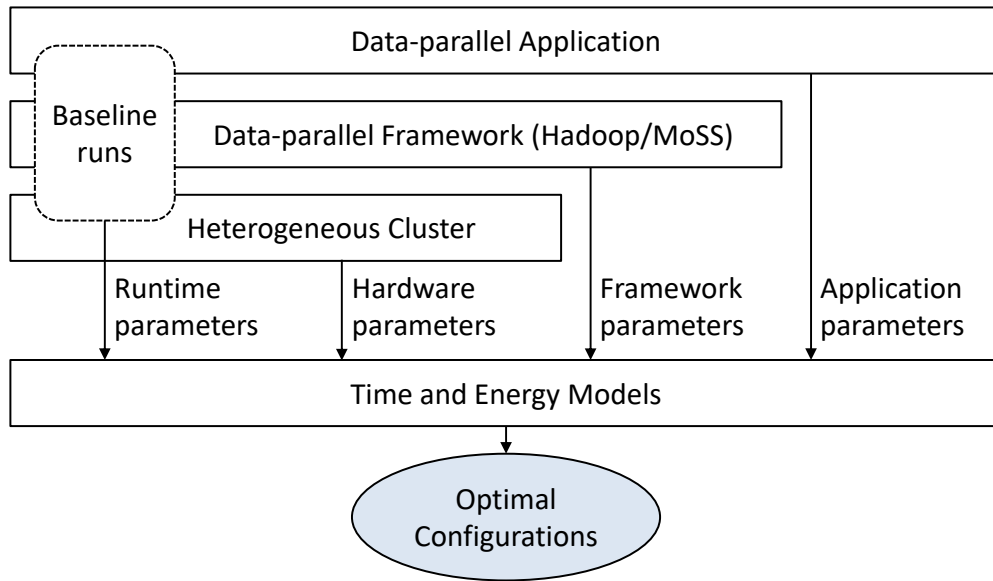 Data-parallel Application
Baseline
runs
Data-parallel Framework (Hadoop/MoSS)
Heterogeneous Cluster
Runtime
parameters
Hardware
parameters
Framework
parameters
Application
parameters
Time and Energy Models
Optimal
Configurations